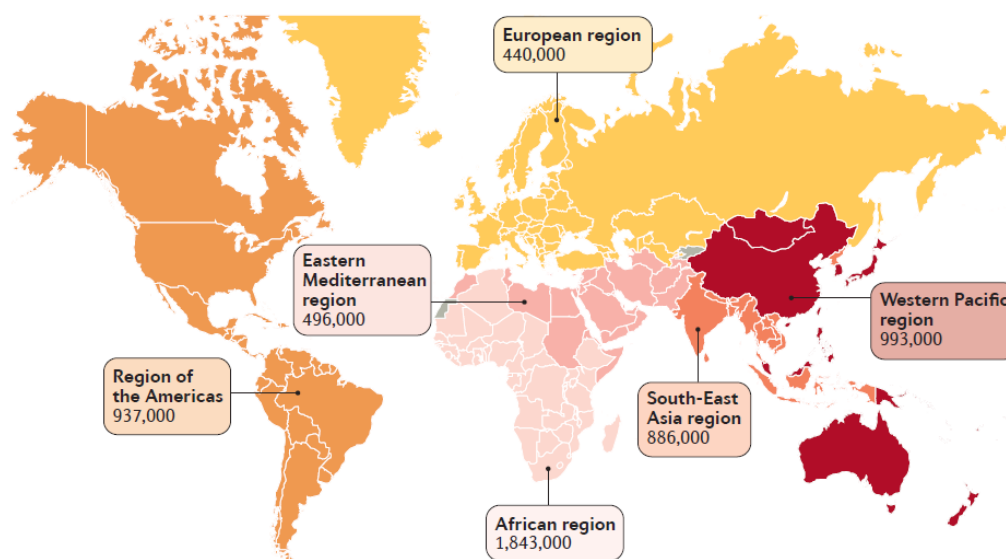 European region
440,000
Eastern
Mediterranean
region
496,000
Western Pacific
region
993,000
Region of
the Americas
937,000
South-East
Asia region
886,000
African region
1,843,000